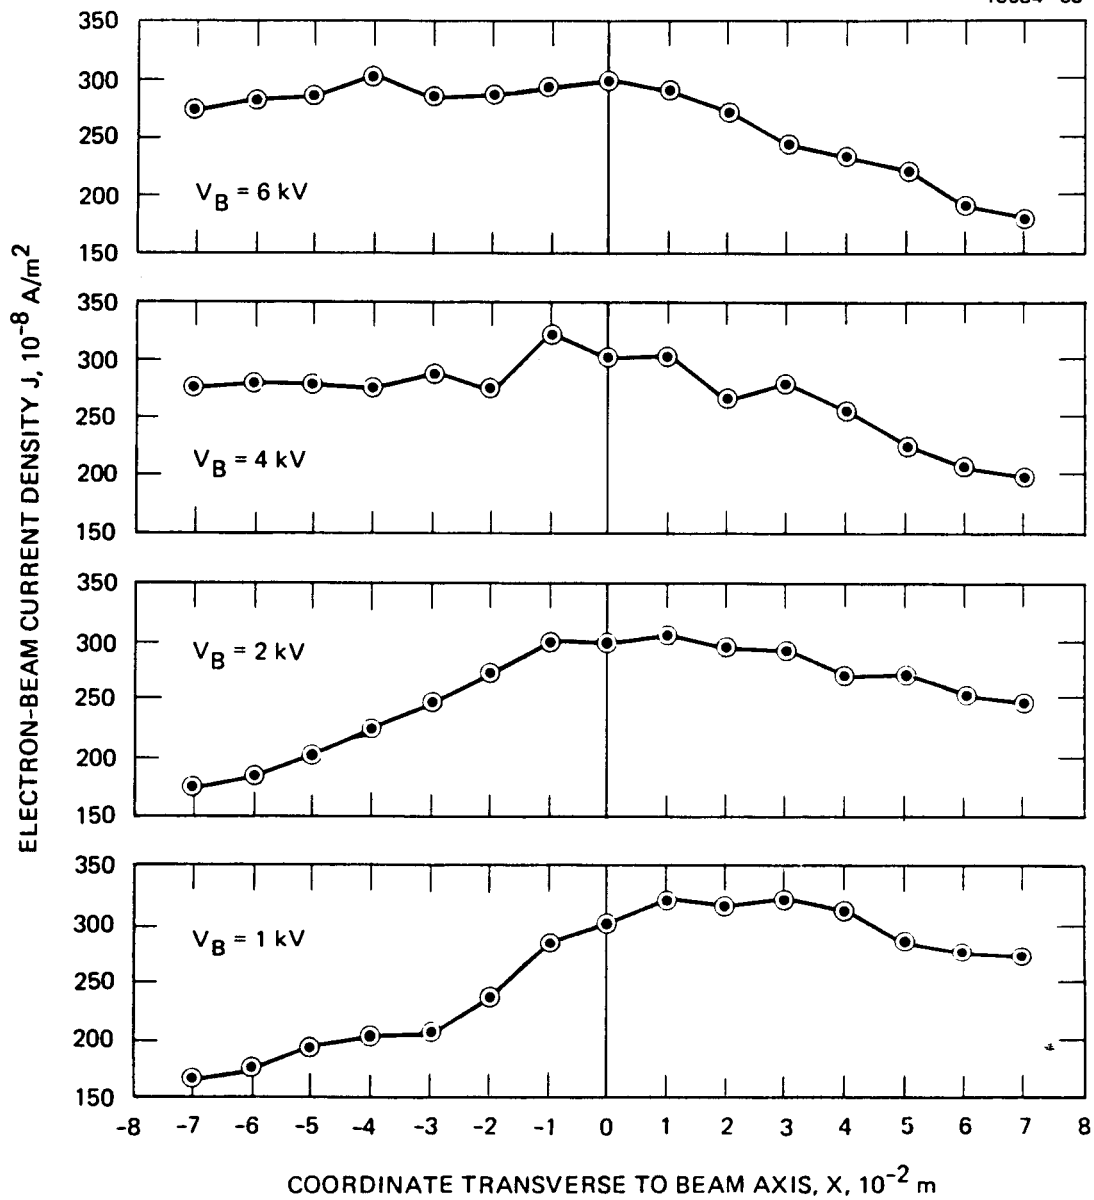 350
300
250
200
150
V_B = 6 kV
350
300
250
200
150
V_B = 4 kV
350
300
250
200
150
V_B = 2 kV
350
300
250
200
150
V_B = 1 kV
-8 -7 -6 -5 -4 -3 -2 -1 0 1 2 3 4 5 6 7 8
COORDINATE TRANSVERSE TO BEAM AXIS, X, 10⁻² m
ELECTRON-BEAM CURRENT DENSITY J, 10⁻⁸ A/m²